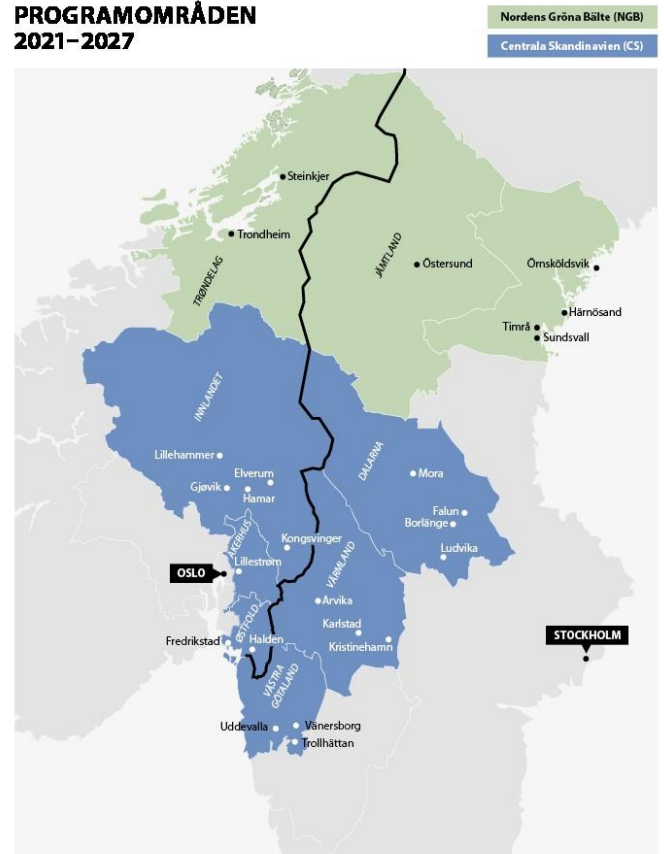 PROGRAMOMRÅDEN
2021–2027
Nordens Gröna Bälte (NGB)
Centrala Skandinavien (CS)
Steinkjer
Trondheim
TRØNDELAG
JÄMTLAND
Östersund
Örnsköldsvik
Härnösand
Timrå
Sundsvall
INNLANDET
Lillehammer
Elverum
Gjøvik
Hamar
DALARNA
Mora
Falun
Borlänge
Ludvika
ÅKERHUS
Kongsvinger
Lillestrøm
OSLO
VÄRMLAND
Arvika
Karlstad
Kristinehamn
ØSTFOLD
Fredrikstad
Halden
STOCKHOLM
VÄSTRA
GÖTALAND
Uddevalla
Vänersborg
Trollhättan